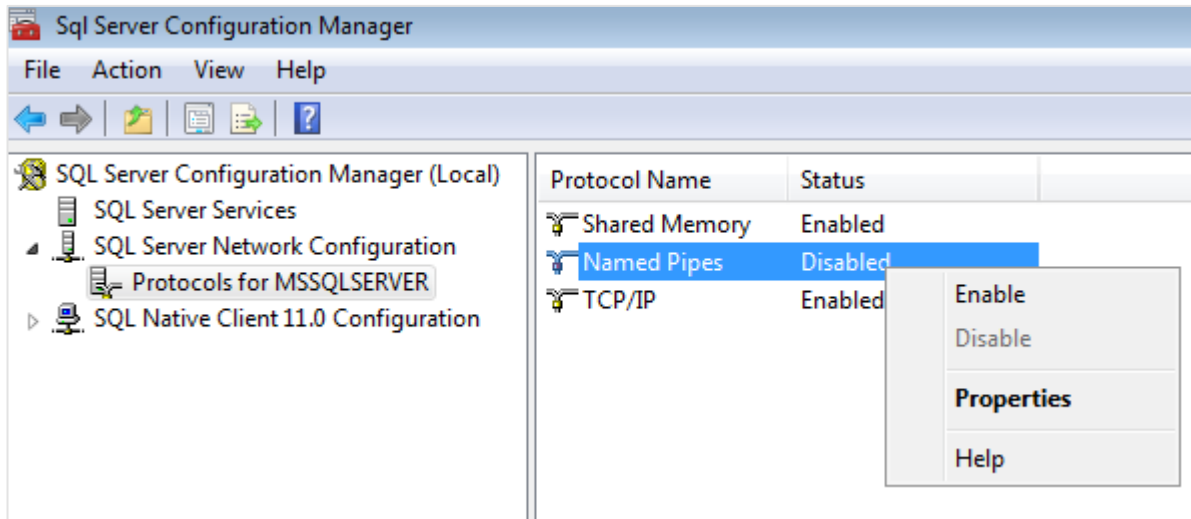 Sql Server Configuration Manager
File Action View Help
SQL Server Configuration Manager (Local)
SQL Server Services
SQL Server Network Configuration
Protocols for MSSQLSERVER
SQL Native Client 11.0 Configuration
Protocol Name Status
Shared Memory Enabled
Named Pipes Disabled
TCP/IP Enabled
Enable
Disable
Properties
Help